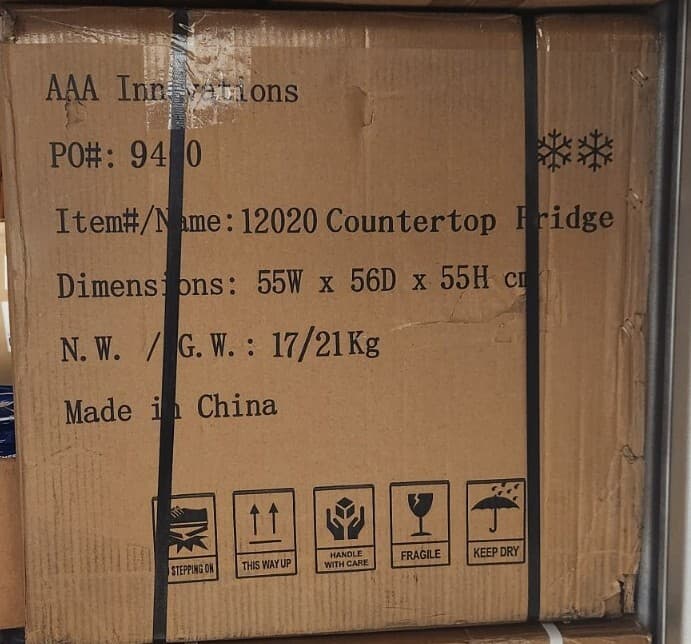 AAA Innovations
PO#:
Item#/Name:12020 Countertop Fridge
Dimensions: 55W x 56D x 55H cm
N.W. / G.W.: 17/21Kg
Made in China
STEPPING ON
THIS WAY UP
HANDLE
WITH CARE
FRAGILE
KEEP DRY